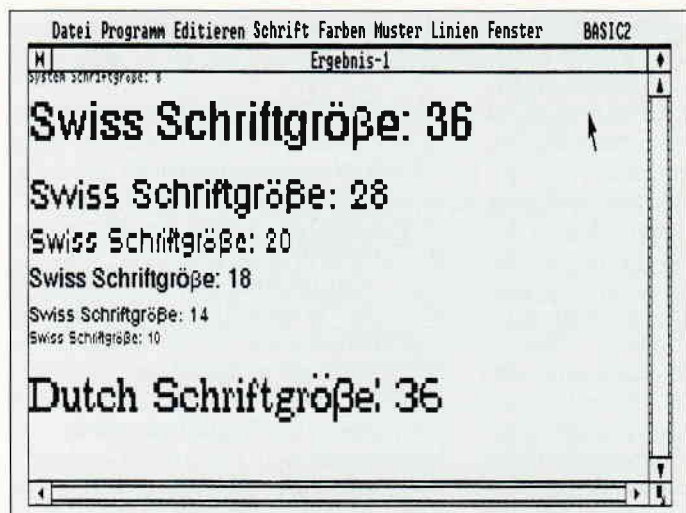 Datei Programm Editieren Schrift Farben Muster Linien Fenster BASIC2
Ergebnis-1
System Schriftgröße: 8
Swiss Schriftgröße: 36
Swiss Schriftgröße: 28
Swiss Schriftgröße: 20
Swiss Schriftgröße: 18
Swiss Schriftgröße: 14
Swiss Schriftgröße: 10
Dutch Schriftgröße: 36